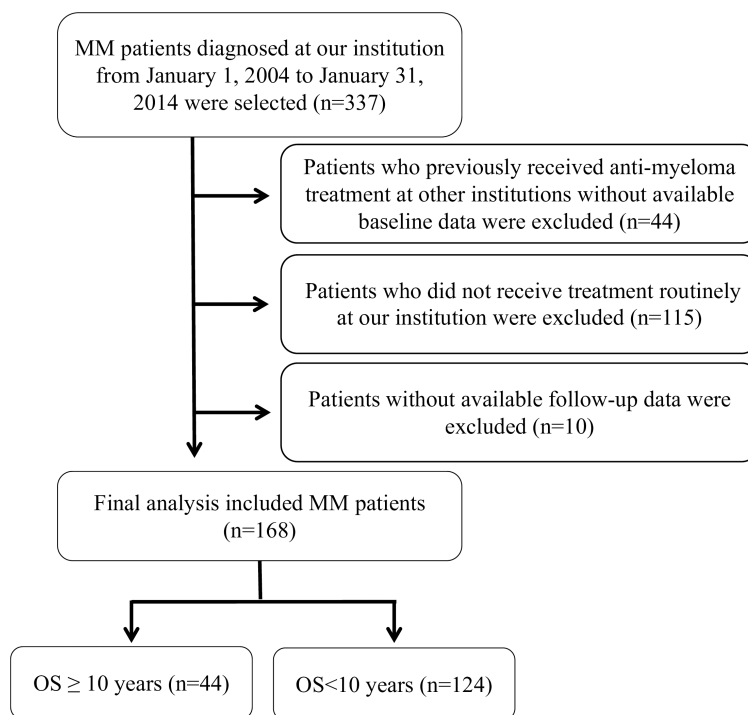 MM patients diagnosed at our institution
from January 1, 2004 to January 31,
2014 were selected (n=337)
Patients who previously received anti-myeloma
treatment at other institutions without available
baseline data were excluded (n=44)
Patients who did not receive treatment routinely
at our institution were excluded (n=115)
Patients without available follow-up data were
excluded (n=10)
Final analysis included MM patients
(n=168)
OS ≥ 10 years (n=44)
OS<10 years (n=124)